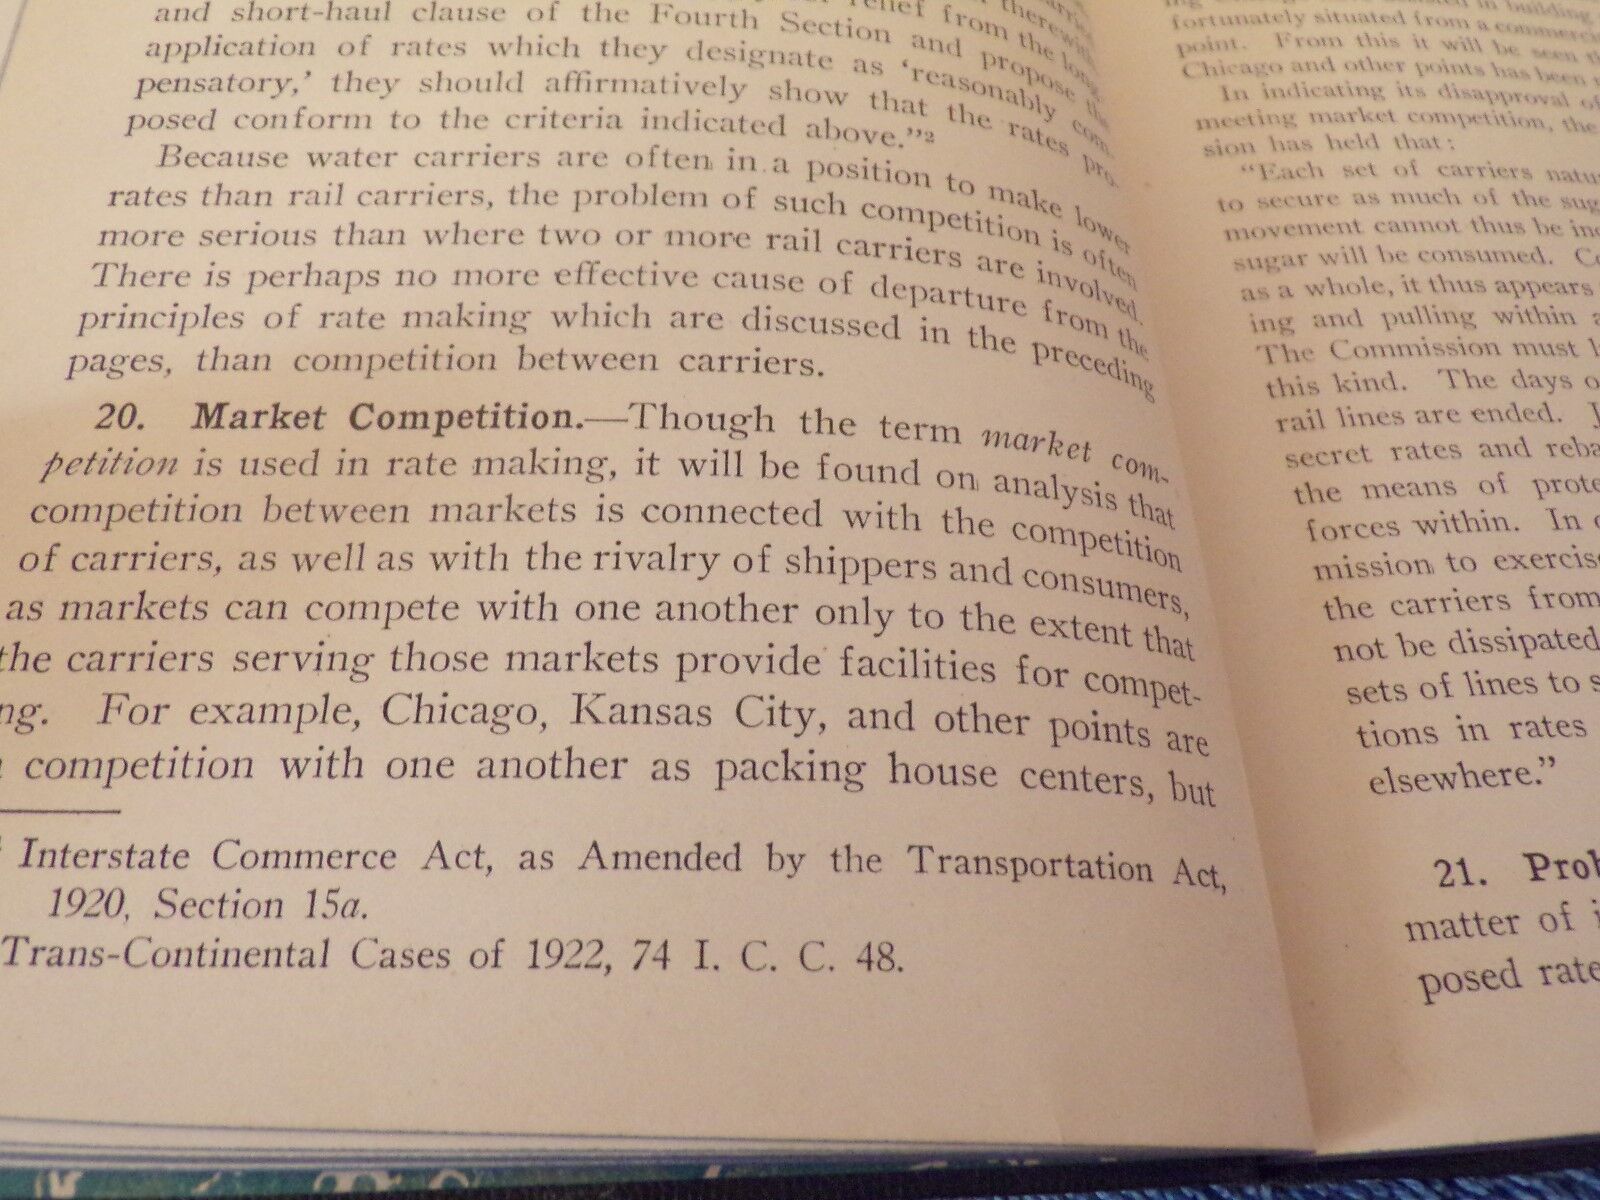 relief from the long-
and short-haul clause of the Fourth Section and propose the
application of rates which they designate as 'reasonably com-
pensatory,' they should affirmatively show that the rates pro-
posed conform to the criteria indicated above."2
Because water carriers are often in a position to make lower
rates than rail carriers, the problem of such competition is often
more serious than where two or more rail carriers are involved.
There is perhaps no more effective cause of departure from the
principles of rate making which are discussed in the preceding
pages, than competition between carriers.
20. Market Competition.—Though the term market com-
petition is used in rate making, it will be found on analysis that
competition between markets is connected with the competition
of carriers, as well as with the rivalry of shippers and consumers,
as markets can compete with one another only to the extent that
the carriers serving those markets provide facilities for compet-
ng. For example, Chicago, Kansas City, and other points are
competition with one another as packing house centers, but
Interstate Commerce Act, as Amended by the Transportation Act,
1920, Section 15a.
Trans-Continental Cases of 1922, 74 I. C. C. 48.
in building
fortunately situated from a commerci
point. From this it will be seen
Chicago and other points has been
In indicating its disapproval of
meeting market competition, the
sion has held that:
"Each set of carriers natu
to secure as much of the sug
movement cannot thus be in
sugar will be consumed. Co
as a whole, it thus appears
ing and pulling within
The Commission must
this kind. The days o
rail lines are ended.
secret rates and reba
the means of prote
forces within. In
mission to exercis
the carriers from
not be dissipated
sets of lines to s
tions in rates
elsewhere."
21. Prob
matter of i
posed rate